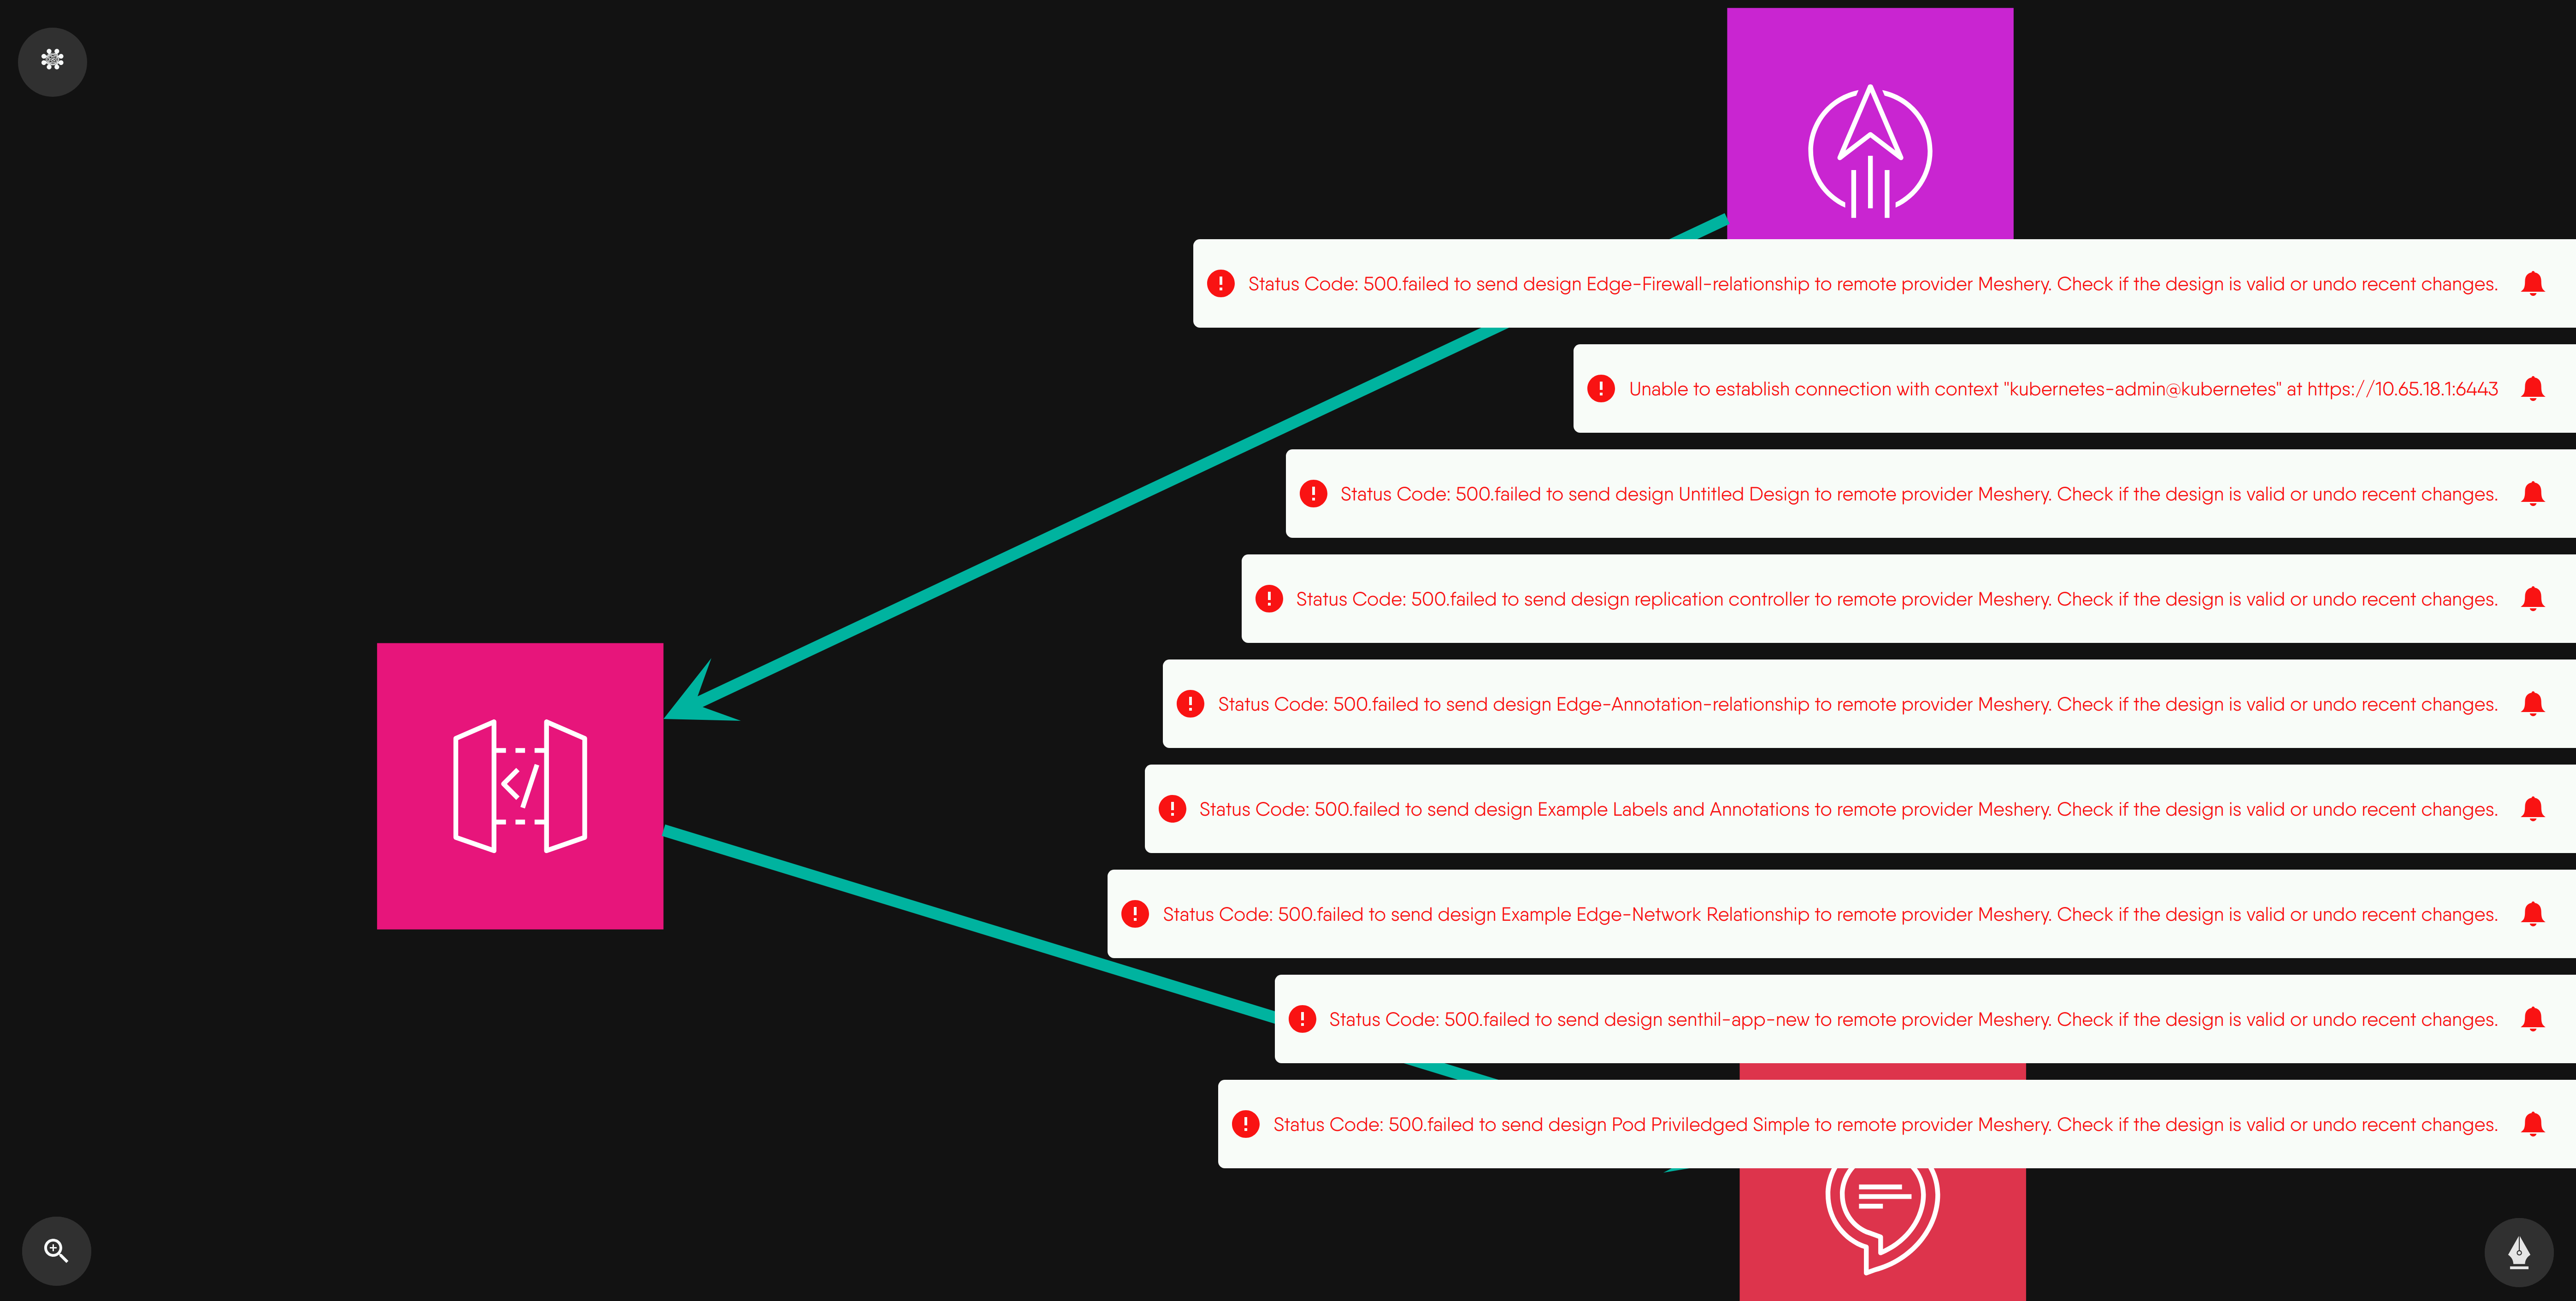 Status Code: 500.failed to send design Edge-Firewall-relationship to remote provider Meshery. Check if the design is valid or undo recent changes.
Unable to establish connection with context "kubernetes-admin@kubernetes" at https://10.65.18.1:6443
Status Code: 500.failed to send design Untitled Design to remote provider Meshery. Check if the design is valid or undo recent changes.
Status Code: 500.failed to send design replication controller to remote provider Meshery. Check if the design is valid or undo recent changes.
Status Code: 500.failed to send design Edge-Annotation-relationship to remote provider Meshery. Check if the design is valid or undo recent changes.
Status Code: 500.failed to send design Example Labels and Annotations to remote provider Meshery. Check if the design is valid or undo recent changes.
Status Code: 500.failed to send design Example Edge-Network Relationship to remote provider Meshery. Check if the design is valid or undo recent changes.
Status Code: 500.failed to send design senthil-app-new to remote provider Meshery. Check if the design is valid or undo recent changes.
Status Code: 500.failed to send design Pod Priviledged Simple to remote provider Meshery. Check if the design is valid or undo recent changes.